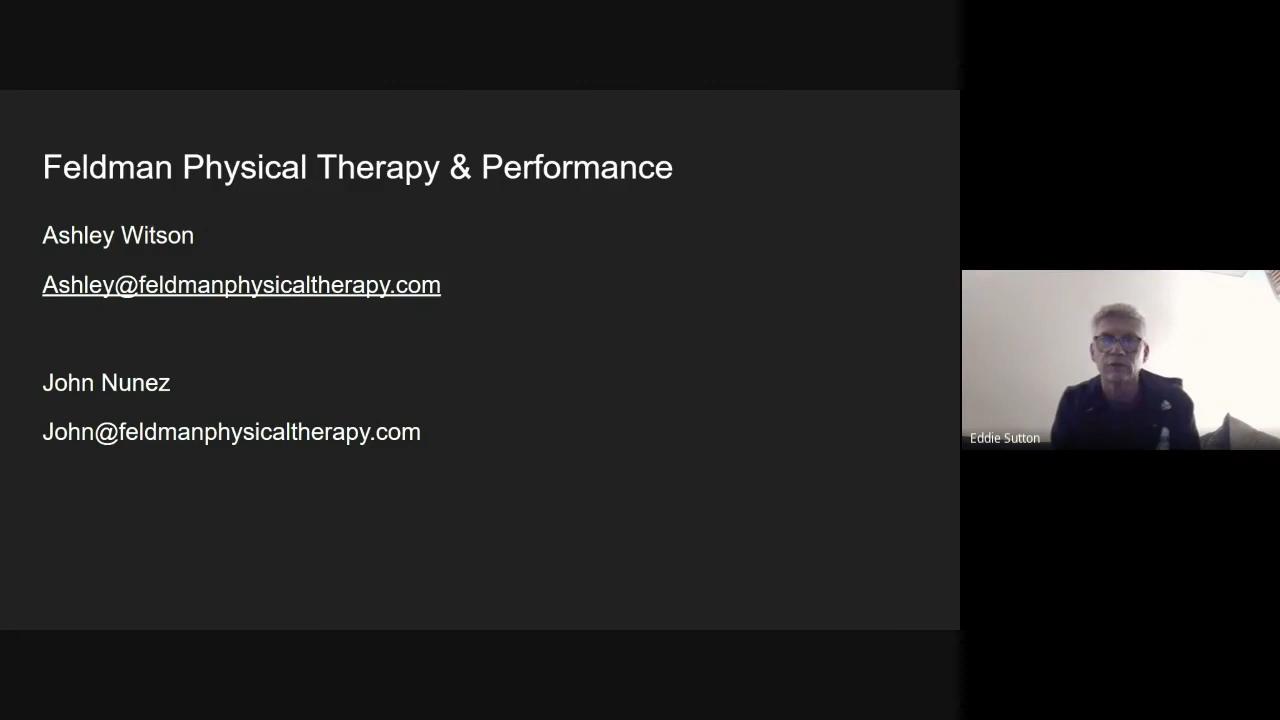 Feldman Physical Therapy & Performance
Ashley Witson
Ashley@feldmanphysicaltherapy.com
John Nunez
John@feldmanphysicaltherapy.com
Eddie Sutton